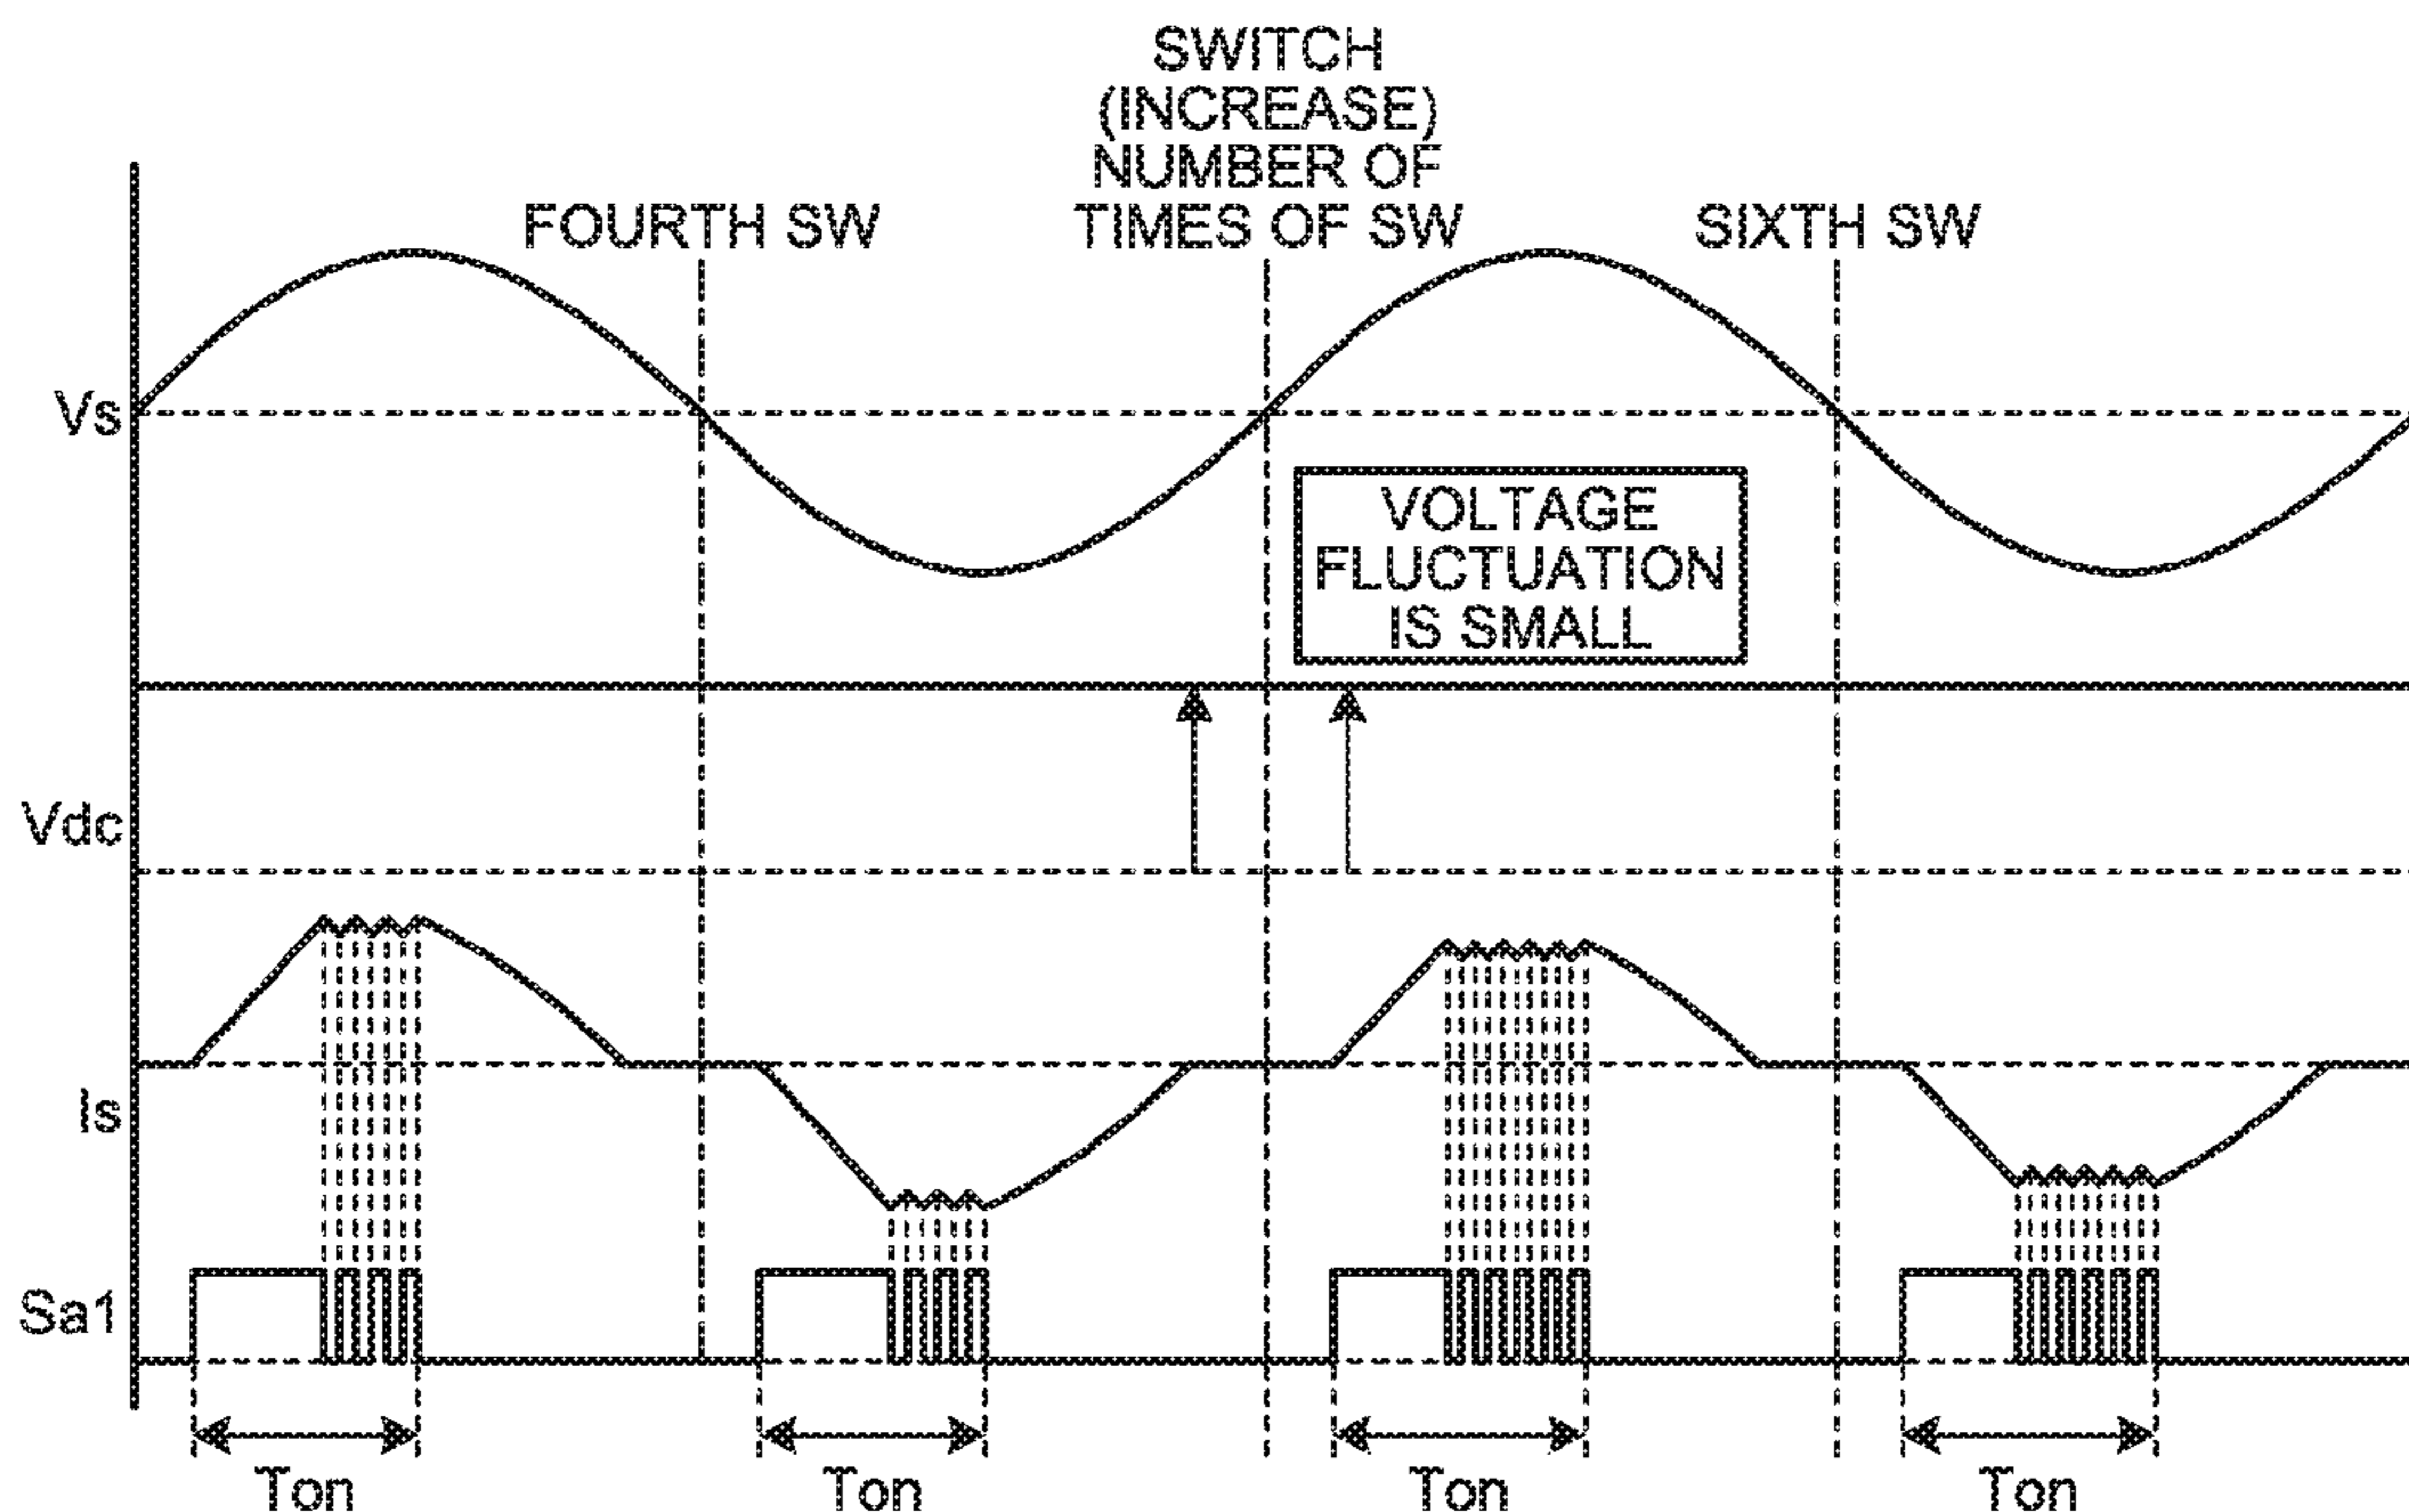 SWITCH
(INCREASE)
NUMBER OF
TIMES OF SW
FOURTH SW
SIXTH SW
Vs
VOLTAGE
FLUCTUATION
IS SMALL
Vdc
is
Sa1
Ton
Ton
Ton
Ton